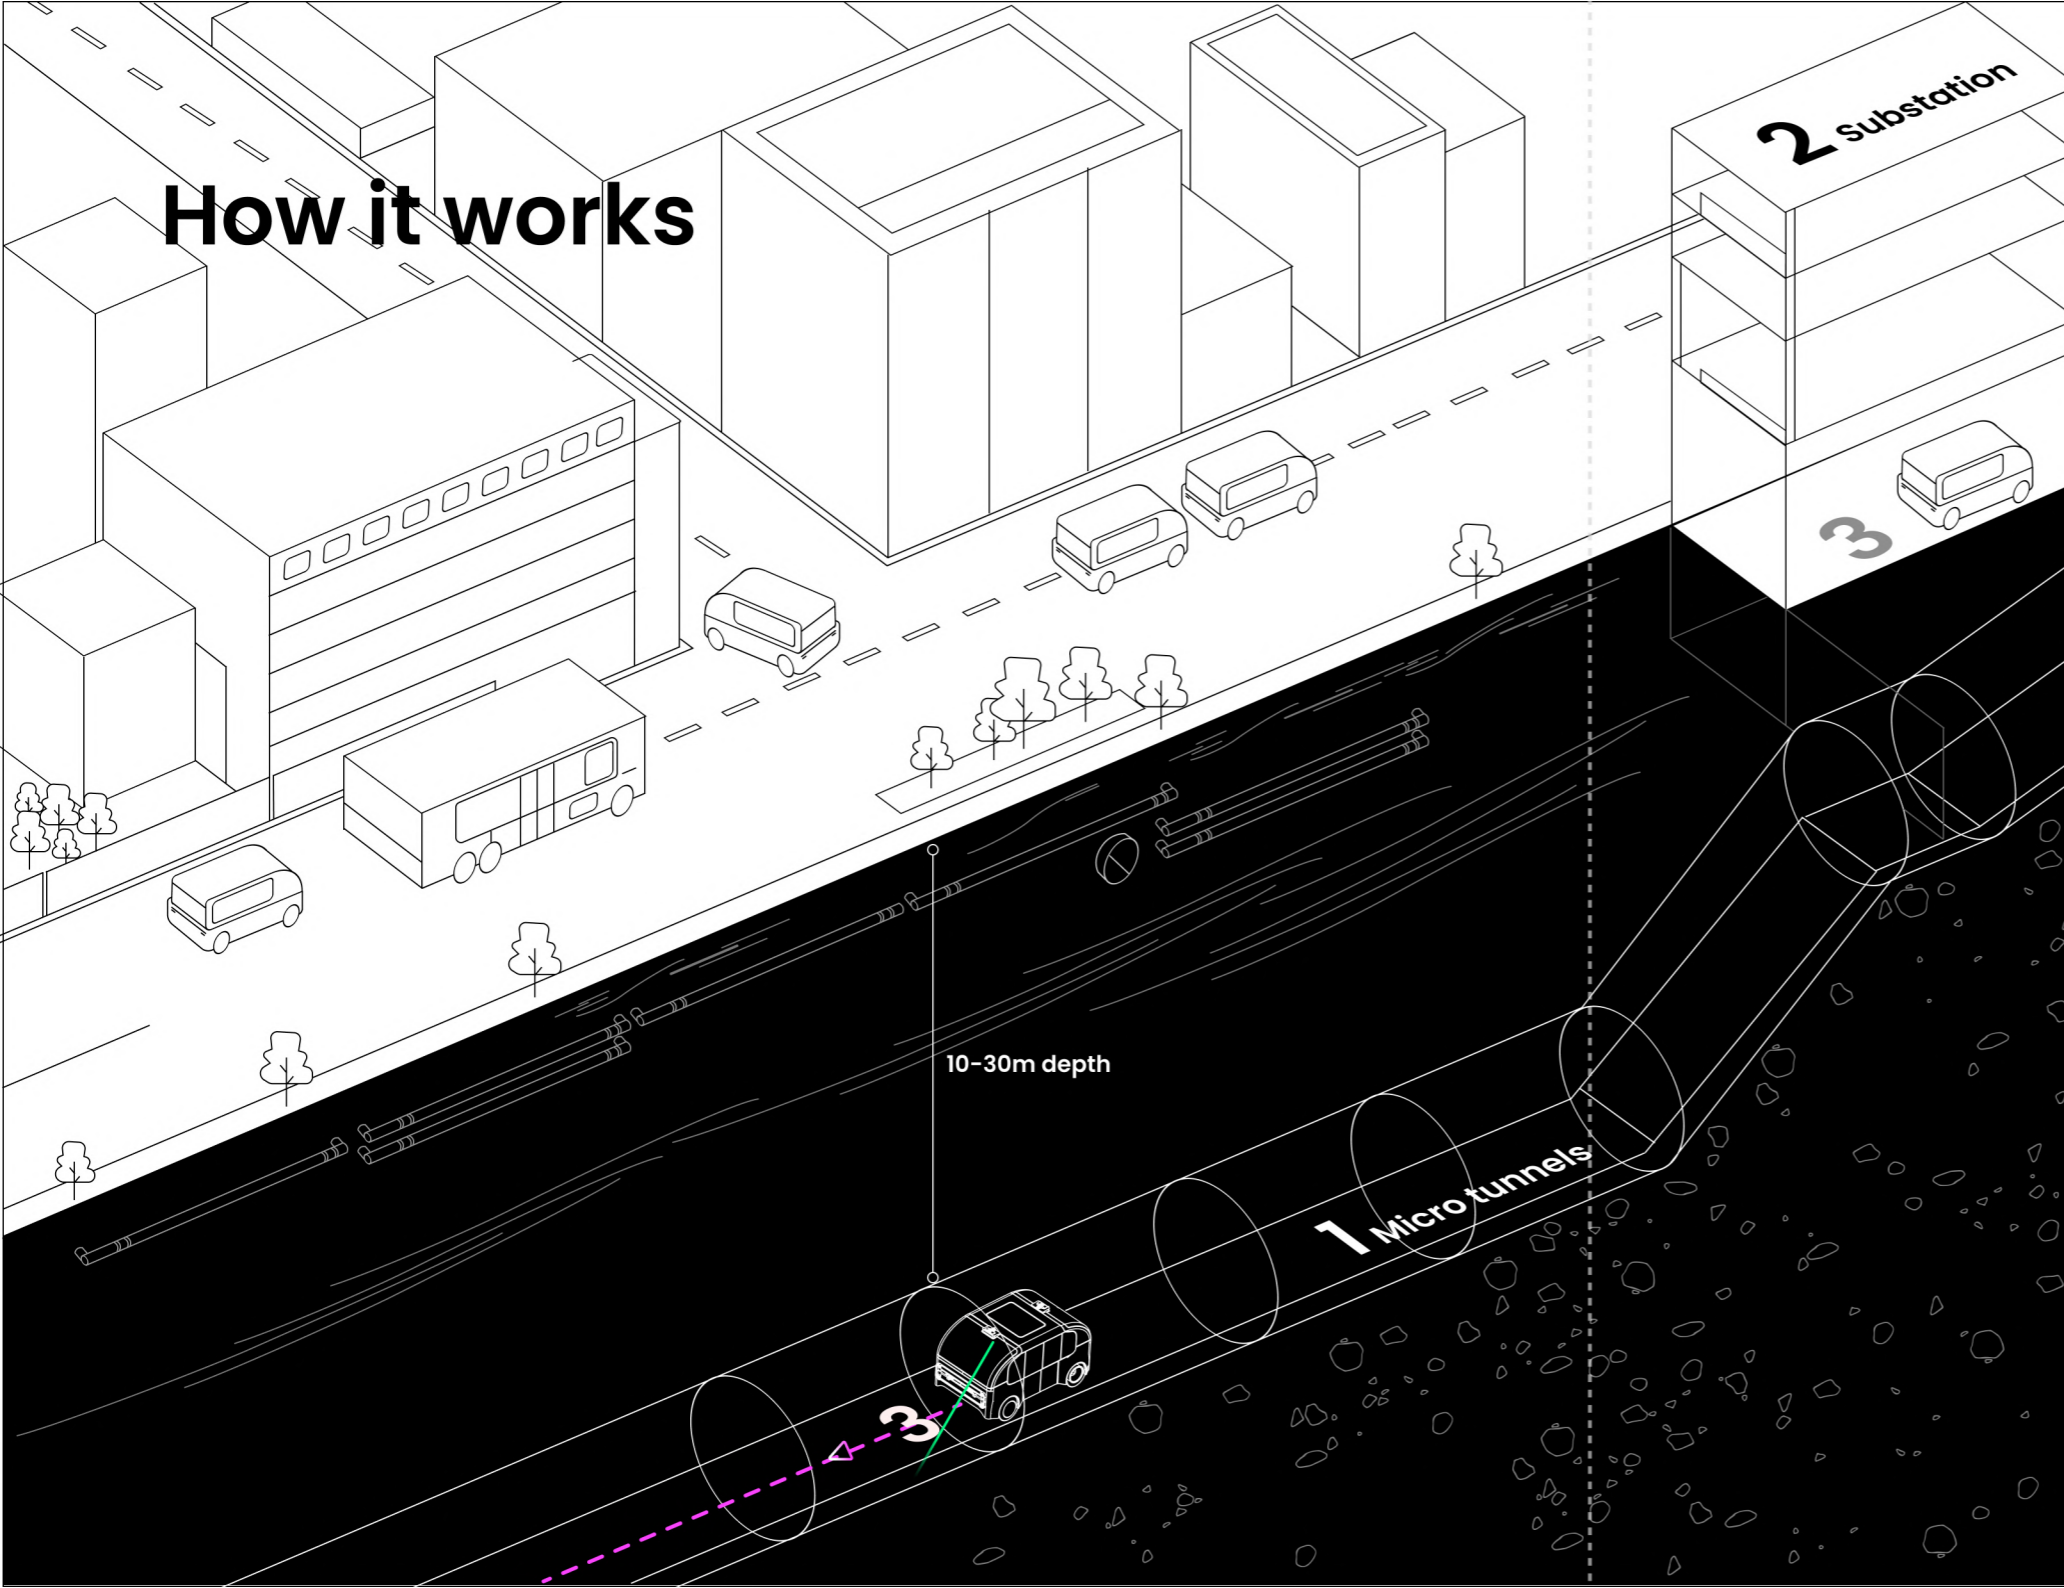 How it works
2 Substation
3
10-30m depth
1 Micro tunnels
3